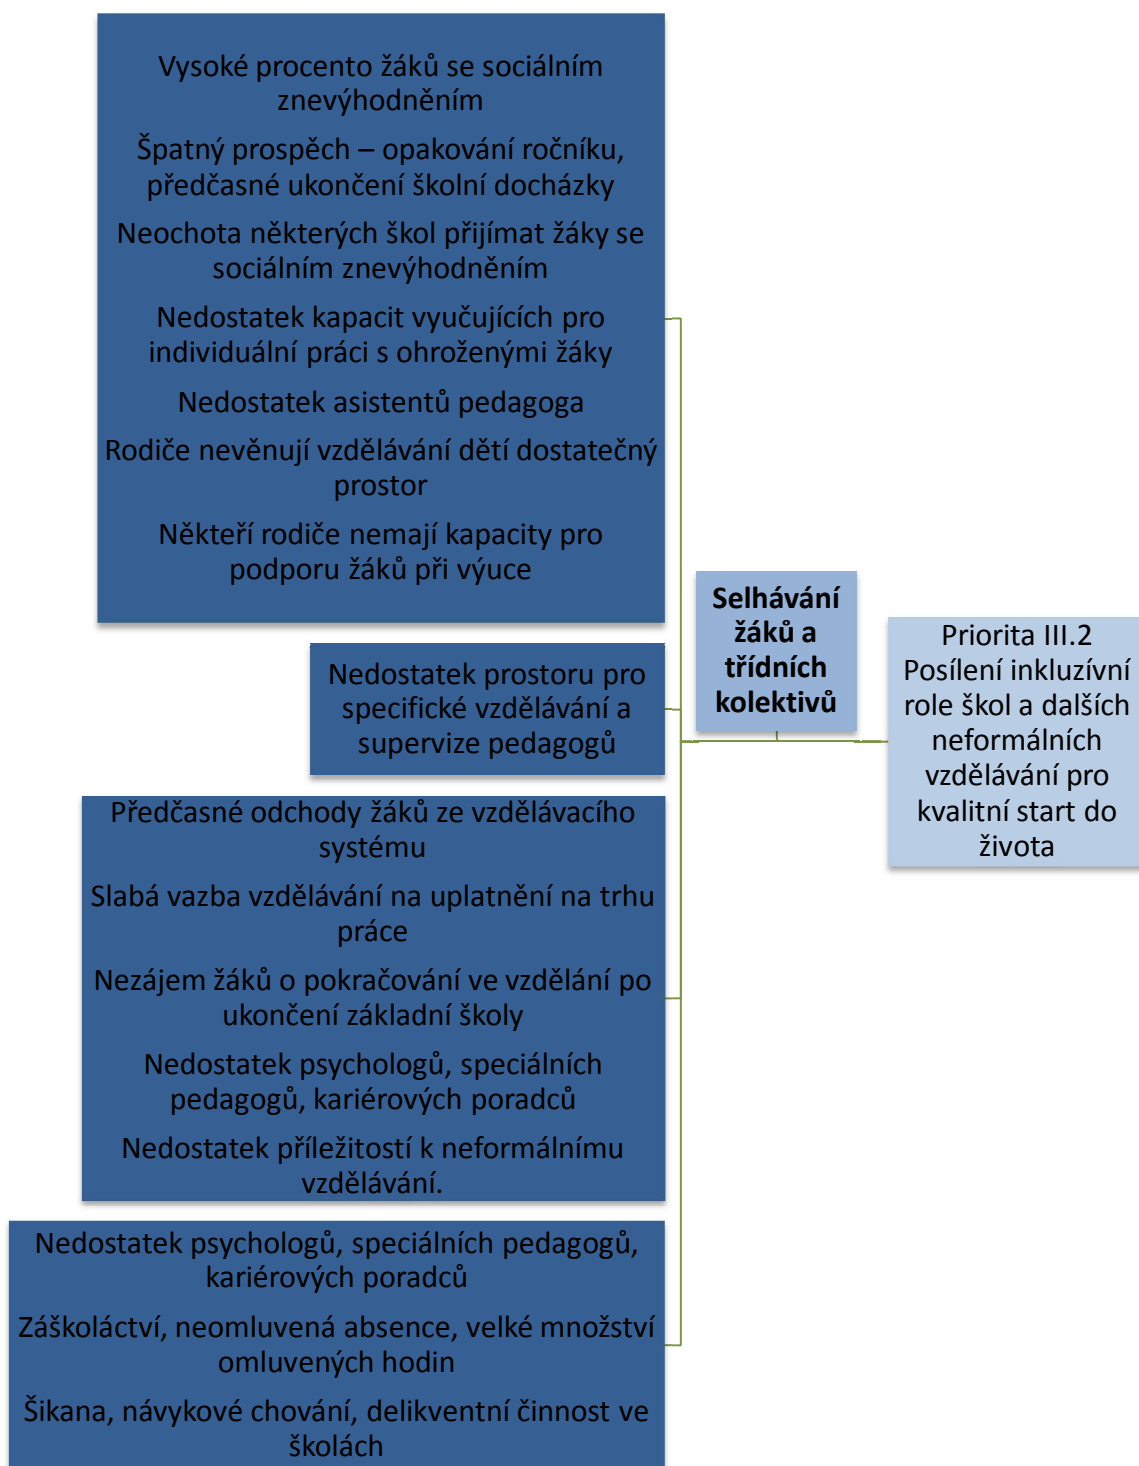 Vysoké procento žáků se sociálním
znevýhodněním
Špatný prospěch – opakování ročníku,
předčasné ukončení školní docházky
Neochota některých škol přijímat žáky se
sociálním znevýhodněním
Nedostatek kapacit vyučujících pro
individuální práci s ohroženými žáky
Nedostatek asistentů pedagoga
Rodiče nevěnují vzdělávání dětí dostatečný
prostor
Někteří rodiče nemají kapacity pro
podporu žáků při výuce
Nedostatek prostoru pro
specifické vzdělávání a
supervize pedagogů
Předčasné odchody žáků ze vzdělávacího
systému
Slabá vazba vzdělávání na uplatnění na trhu
práce
Nezájem žáků o pokračování ve vzdělání po
ukončení základní školy
Nedostatek psychologů, speciálních
pedagogů, kariérových poradců
Nedostatek příležitostí k neformálnímu
vzdělávání.
Nedostatek psychologů, speciálních pedagogů,
kariérových poradců
Záškoláctví, neomluvená absence, velké množství
omluvených hodin
Šikana, návykové chování, delikventní činnost ve
školách
Selhávání
žáků a
třídních
kolektivů
Priorita III.2
Posílení inkluzívní
role škol a dalších
neformálních
vzdělávání pro
kvalitní start do
života